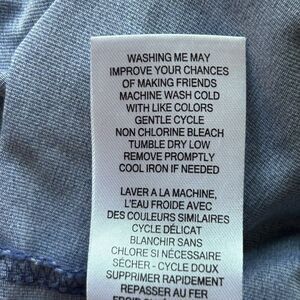 WASHING ME MAY
IMPROVE YOUR CHANCES
OF MAKING FRIENDS
MACHINE WASH COLD
WITH LIKE COLORS
GENTLE CYCLE
NON CHLORINE BLEACH
TUMBLE DRY LOW
REMOVE PROMPTLY
COOL IRON IF NEEDED
LAVER A LA MACHINE,
L'EAU FROIDE AVEC
DES COULEURS SIMILAIRES
CYCLE DÉLICAT
BLANCHIR SANS
CHLORE SI NÉCESSAIRE
SÉCHER - CYCLE DOUX
SUPPRIMER RAPIDEMENT
REPASSER AU FER